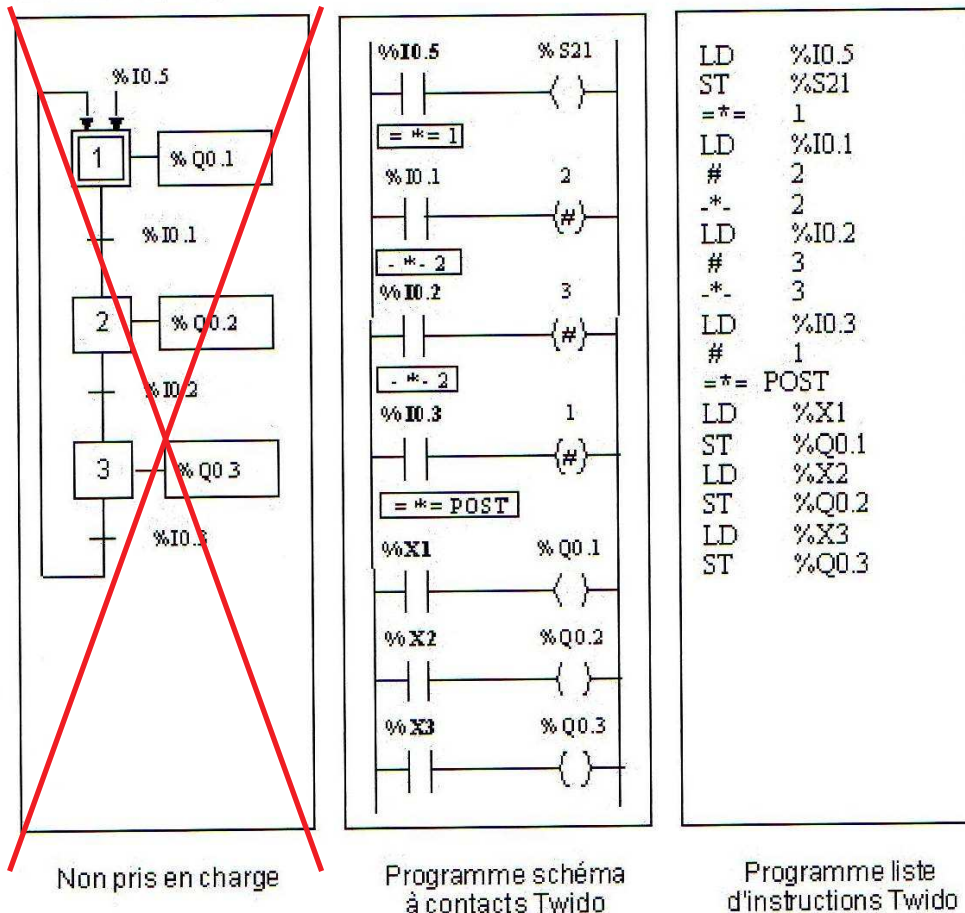 %I0.5
1
%Q0.1
%I0.1
2
%Q0.2
%I0.2
3
%Q0.3
%I0.3
Non pris en charge
%I0.5 %S21
=*=1
%I0.1 2
(#)
-*-2
%I0.2 3
(#)
-*-2
%I0.3 1
(#)
=*=POST
%X1 %Q0.1
%X2 %Q0.2
%X3 %Q0.3
Programme schéma
à contacts Twido
LD %I0.5
ST %S21
=*= 1
LD %I0.1
# 2
-*- 2
LD %I0.2
# 3
-*- 3
LD %I0.3
# 1
=*= POST
LD %X1
ST %Q0.1
LD %X2
ST %Q0.2
LD %X3
ST %Q0.3
Programme liste
d'instructions Twido